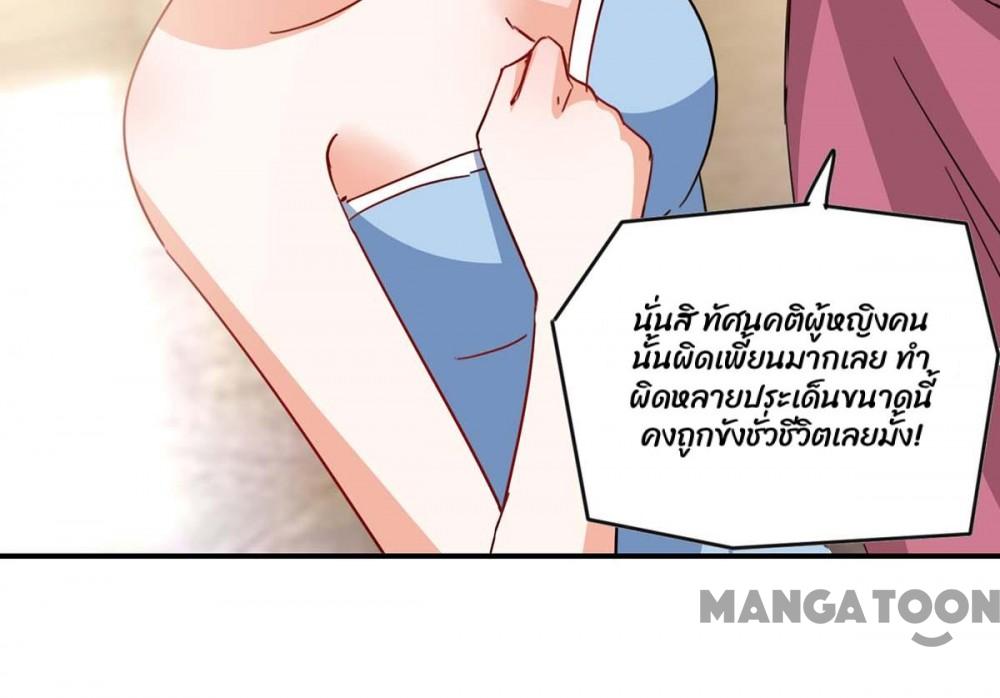 นั่นสิ ทัศนคติผู้หญิงคน
นั้นผิดเพี้ยนมากเลย ทำ
ผิดหลายประเด็นขนาดนี้
คงถูกขังชั่วชีวิตเลยมั้ง!
MANGATOON